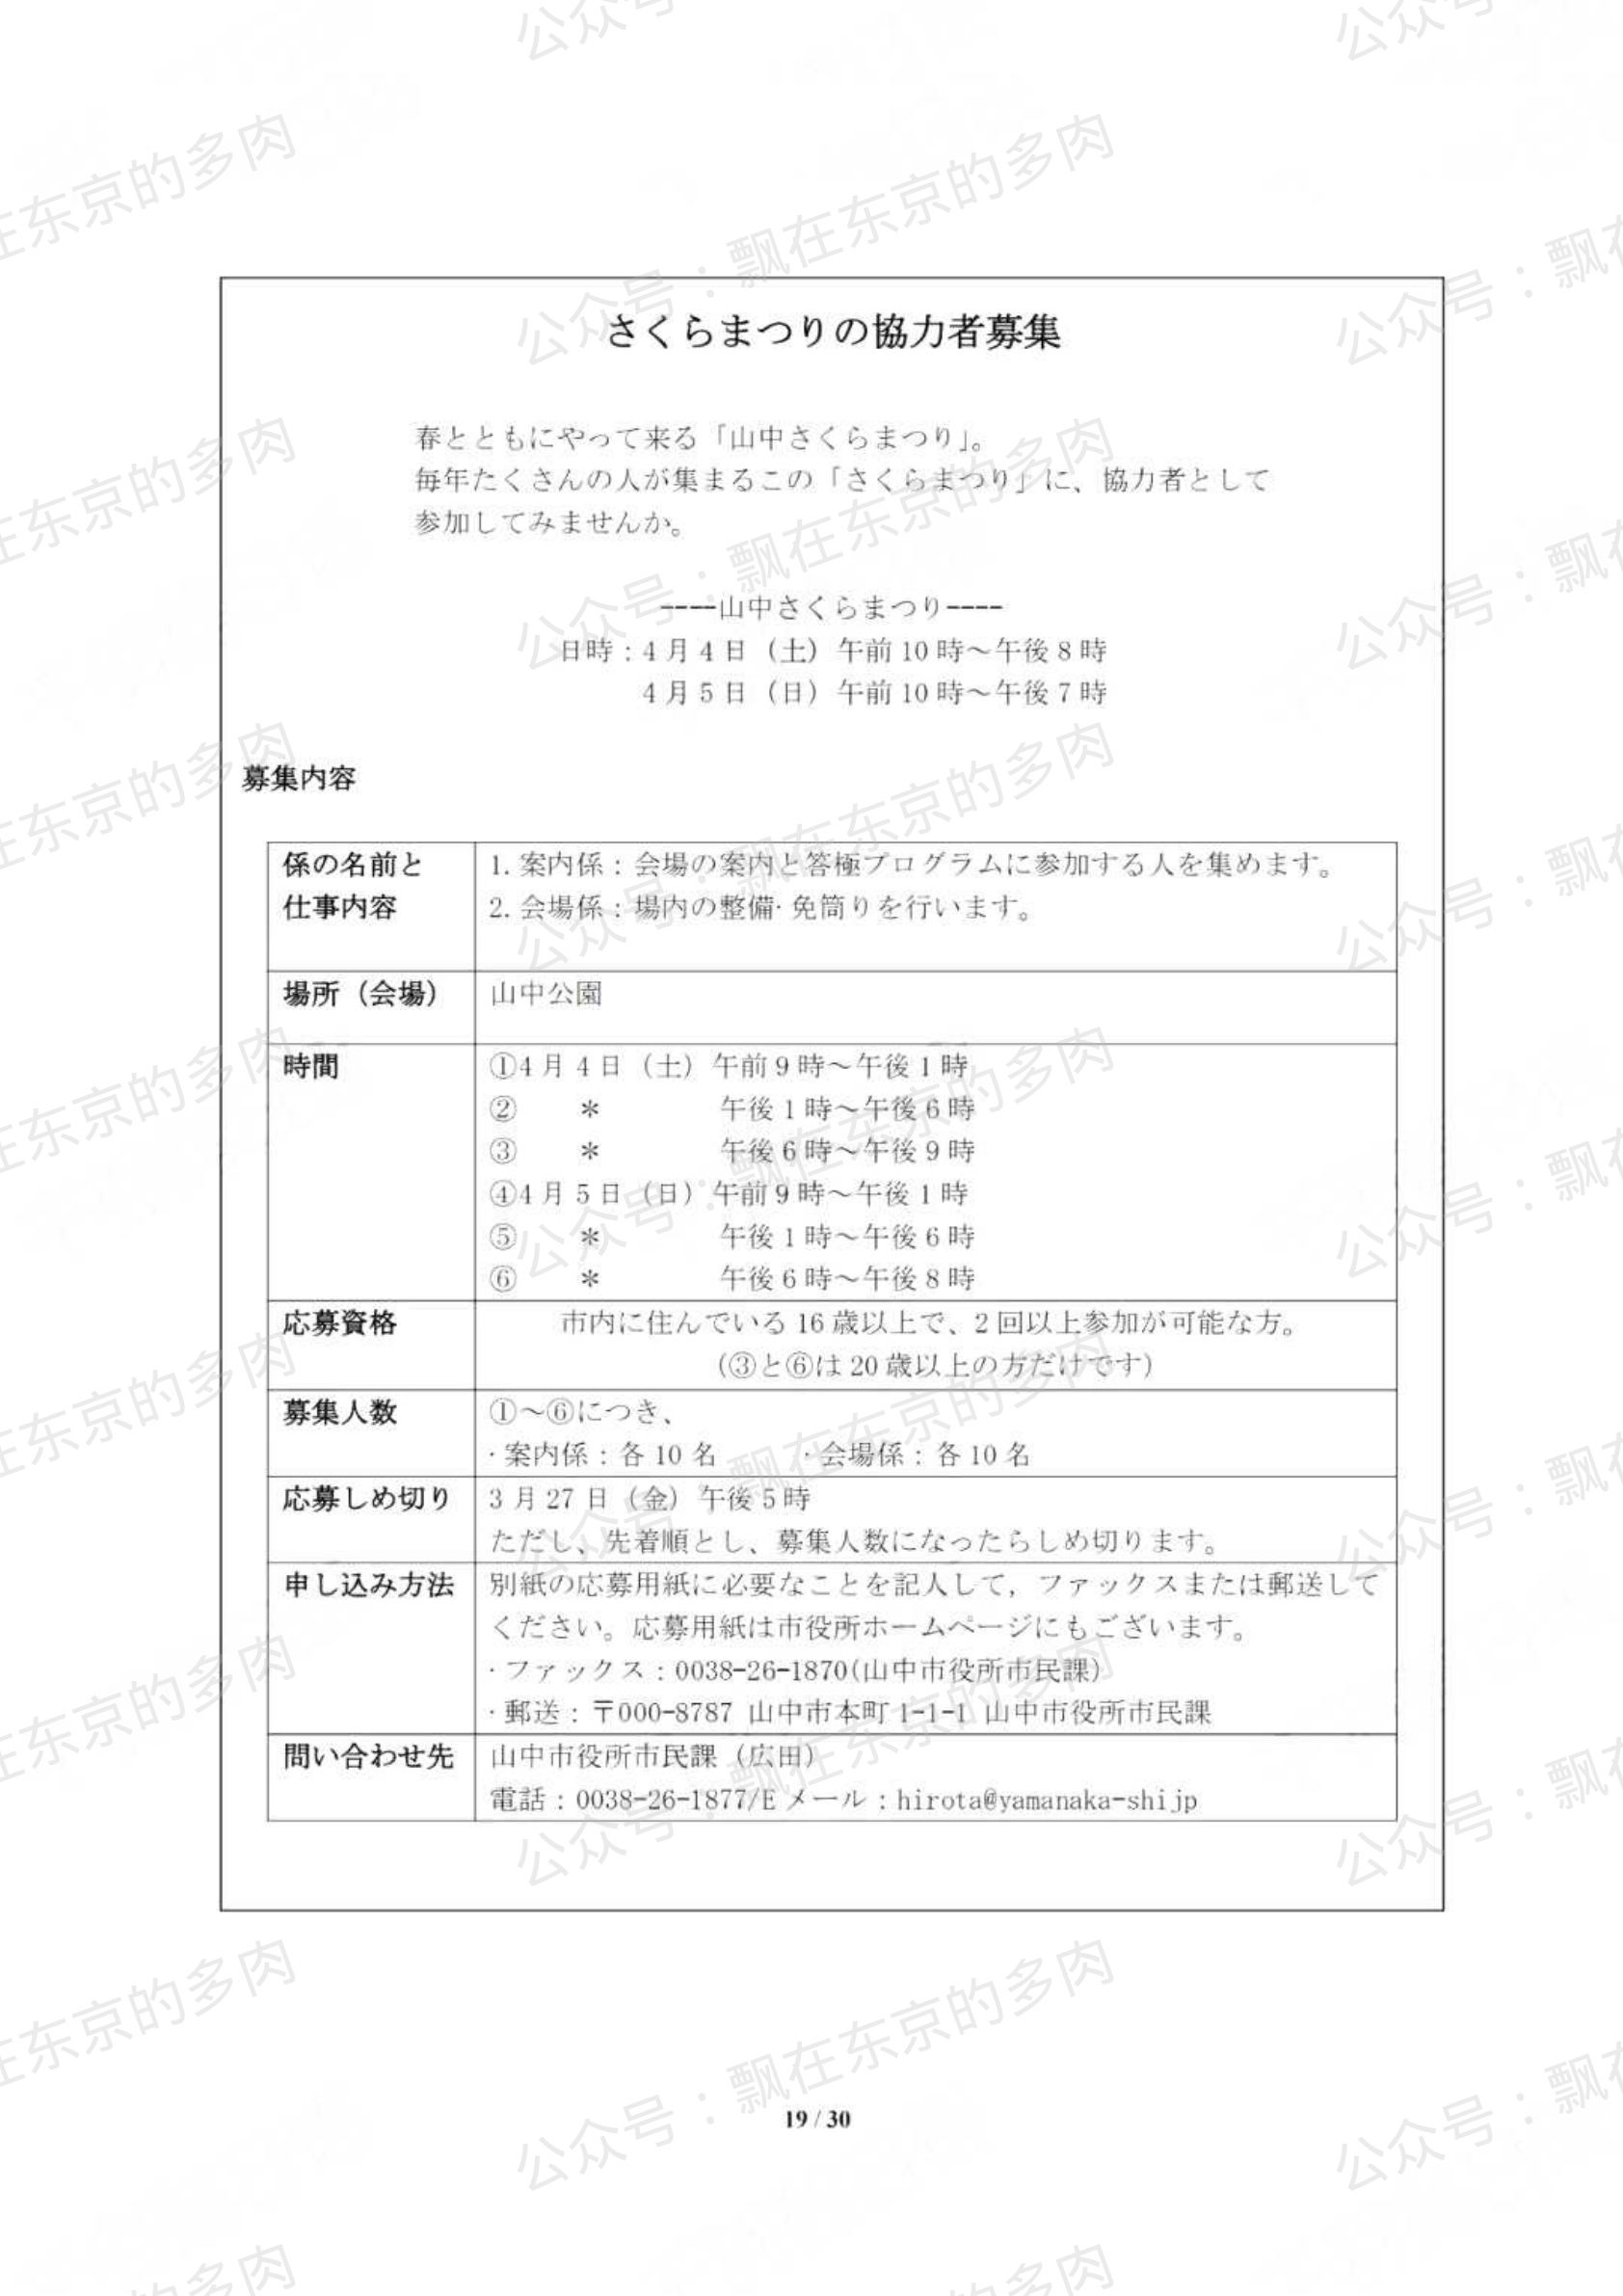 さくらまつりの協力者募集
春とともにやって来る「山中さくらまつり」。
毎年たくさんの人が集まるこの「さくらまつり」に、協力者として
参加してみませんか。
----山中さくらまつり----
日時：4月4日（土）午前10時～午後8時
4月5日（日）午前10時～午後7時
募集内容
係の名前と
仕事内容
1. 案内係：会場の案内と答極プログラムに参加する人を集めます。
2. 会場係：場内の整備·免筒りを行います。
場所（会場）
山中公園
時間
①4月4日（土）午前9時～午後1時
② ＊ 午後1時～午後6時
③ ＊ 午後6時～午後9時
④4月5日（日）午前9時～午後1時
⑤ ＊ 午後1時～午後6時
⑥ ＊ 午後6時～午後8時
応募資格
市内に住んでいる16歳以上で、2回以上参加が可能な方。
（③と⑥は20歳以上の方だけです）
募集人数
①～⑥につき、
·案内係：各10名 ·会場係：各10名
応募しめ切り
3月27日（金）午後5時
ただし、先着順とし、募集人数になったらしめ切ります。
申し込み方法
別紙の応募用紙に必要なことを記人して，ファックスまたは郵送して
ください。応募用紙は市役所ホームページにもございます。
·ファックス：0038-26-1870(山中市役所市民課)
·郵送：〒000-8787 山中市本町1-1-1 山中市役所市民課
問い合わせ先
山中市役所市民課（広田）
電話：0038-26-1877/Eメール：hirota@yamanaka-shijp
19 / 30
公众号：飘在东京的多肉